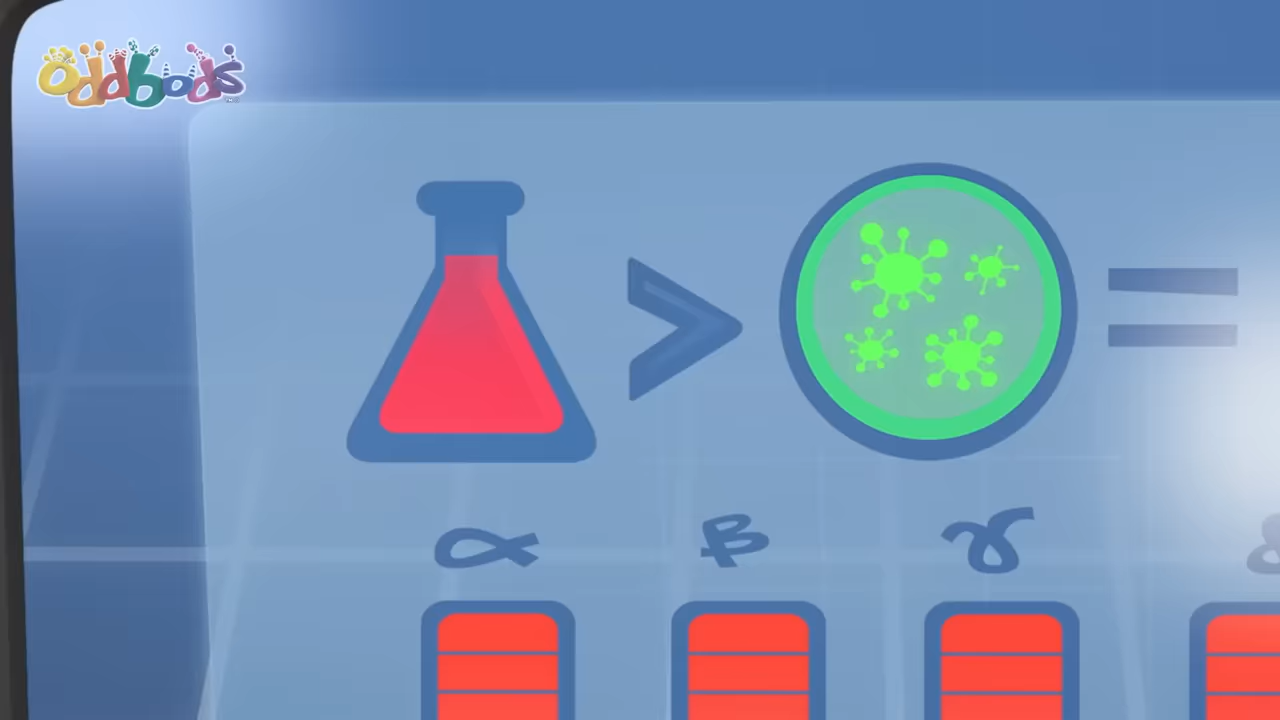 Oddbods
> =
α β γ